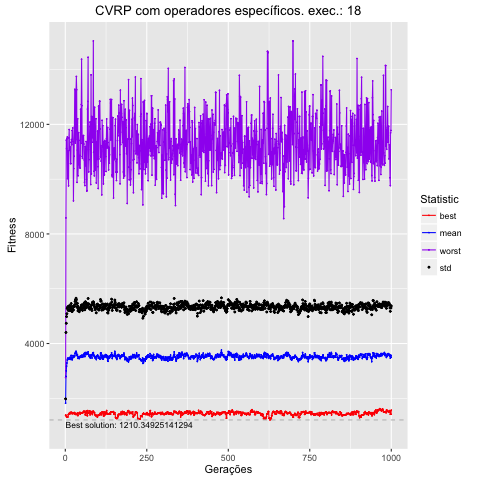 CVRP com operadores específicos. exec.: 18
Fitness
12000
8000
4000
Best solution: 1210.34925141294
0
250
500
750
1000
Gerações
Statistic
best
mean
worst
std